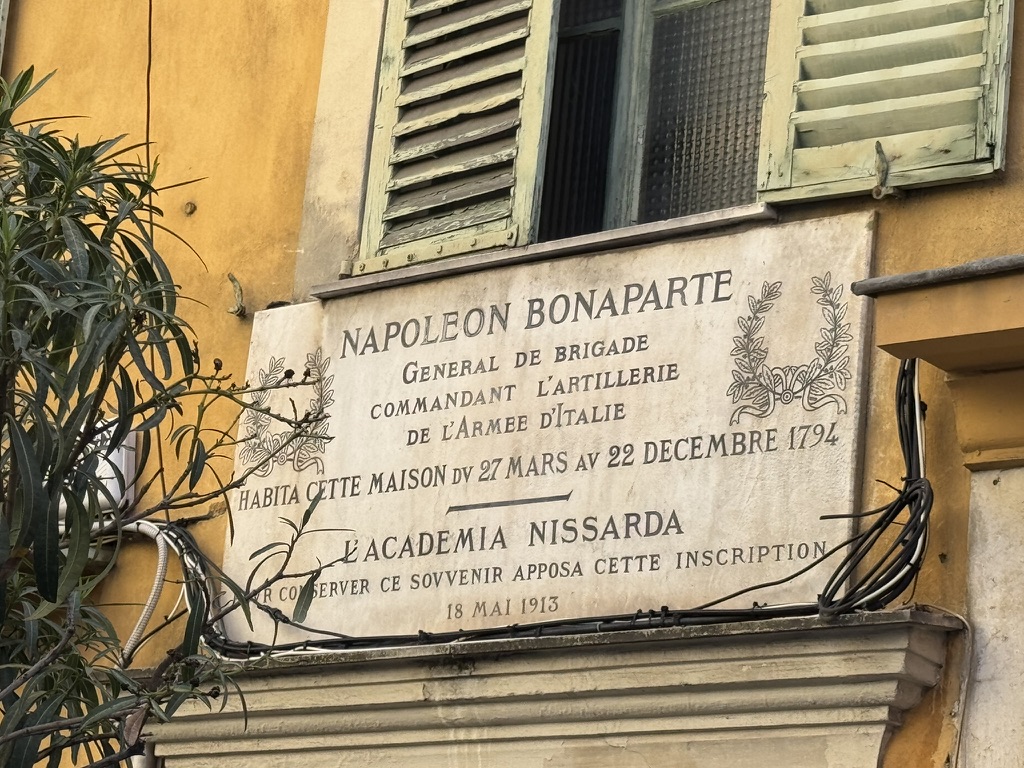 NAPOLEON BONAPARTE
GENERAL DE BRIGADE
COMMANDANT L'ARTILLERIE
DE L'ARMEE D'ITALIE
HABITA CETTE MAISON DV 27 MARS AV 22 DECEMBRE 1794
L'ACADEMIA NISSARDA
CONSERVER CE SOVVENIR APPOSA CETTE INSCRIPTION
18 MAI 1913